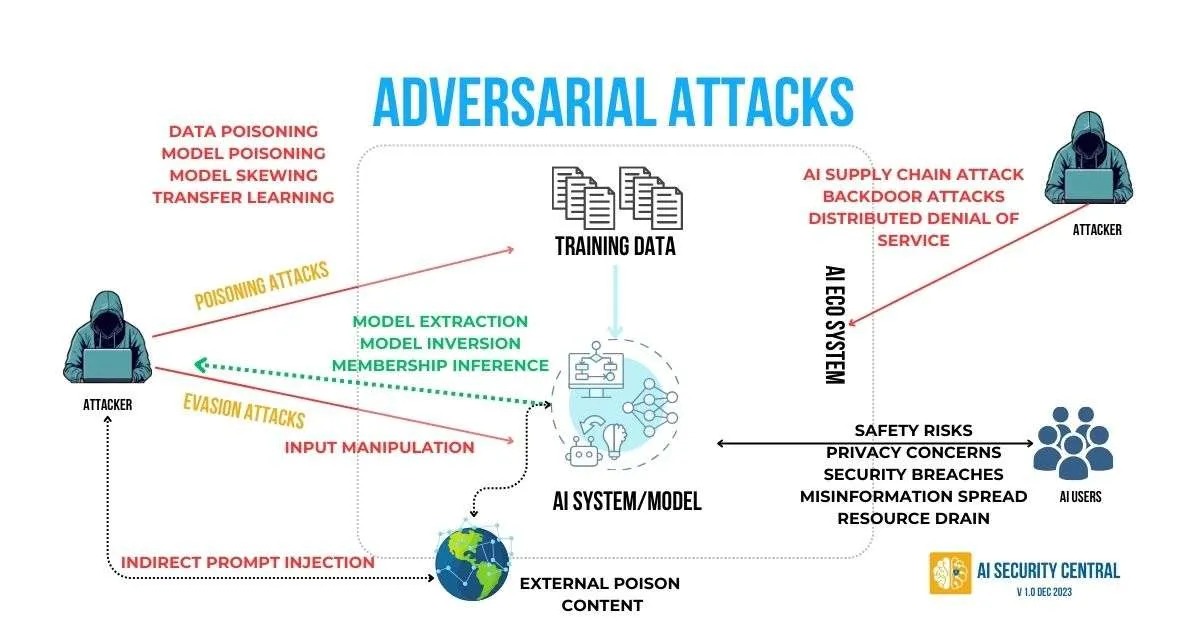 ADVERSARIAL ATTACKS
DATA POISONING
MODEL POISONING
MODEL SKEWING
TRANSFER LEARNING
TRAINING DATA
AI SUPPLY CHAIN ATTACK
BACKDOOR ATTACKS
DISTRIBUTED DENIAL OF
SERVICE
ATTACKER
POISONING ATTACKS
AI ECO SYSTEM
MODEL EXTRACTION
MODEL INVERSION
MEMBERSHIP INFERENCE
ATTACKER
EVASION ATTACKS
INPUT MANIPULATION
AI SYSTEM/MODEL
SAFETY RISKS
PRIVACY CONCERNS
SECURITY BREACHES
MISINFORMATION SPREAD
RESOURCE DRAIN
AI USERS
INDIRECT PROMPT INJECTION
EXTERNAL POISON
CONTENT
AI SECURITY CENTRAL
V 1.0 DEC 2023